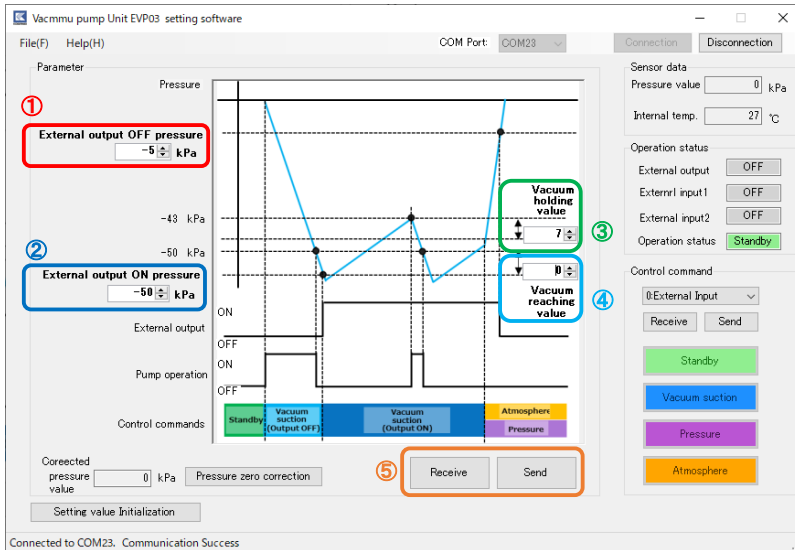 Vacmmu pump Unit EVP03 setting software
File(F) Help(H)
COM Port: COM23
Connection Disconnection
Parameter
Pressure
①
External output OFF pressure
-5 kPa
-43 kPa
-50 kPa
②
External output ON pressure
-50 kPa
External output
Pump operation
Control commands
Vacuum
holding
value
7
③
0
Vacuum
reaching
value
④
ON
OFF
ON
OFF
Standby
Vacuum
suction
(Output OFF)
Vacuum
suction
(Output ON)
Atmosphere
Pressure
Coreected
pressure
value
0 kPa
Pressure zero correction
⑤
Receive Send
Setting value Initialization
Sensor data
Pressure value 0 kPa
Internal temp. 27 ℃
Operation status
External output OFF
Externrl input1 OFF
External input2 OFF
Operation status Standby
Control command
0:External Input
Receive Send
Standby
Vacuum suction
Pressure
Atmosphere
Connected to COM23. Communication Success